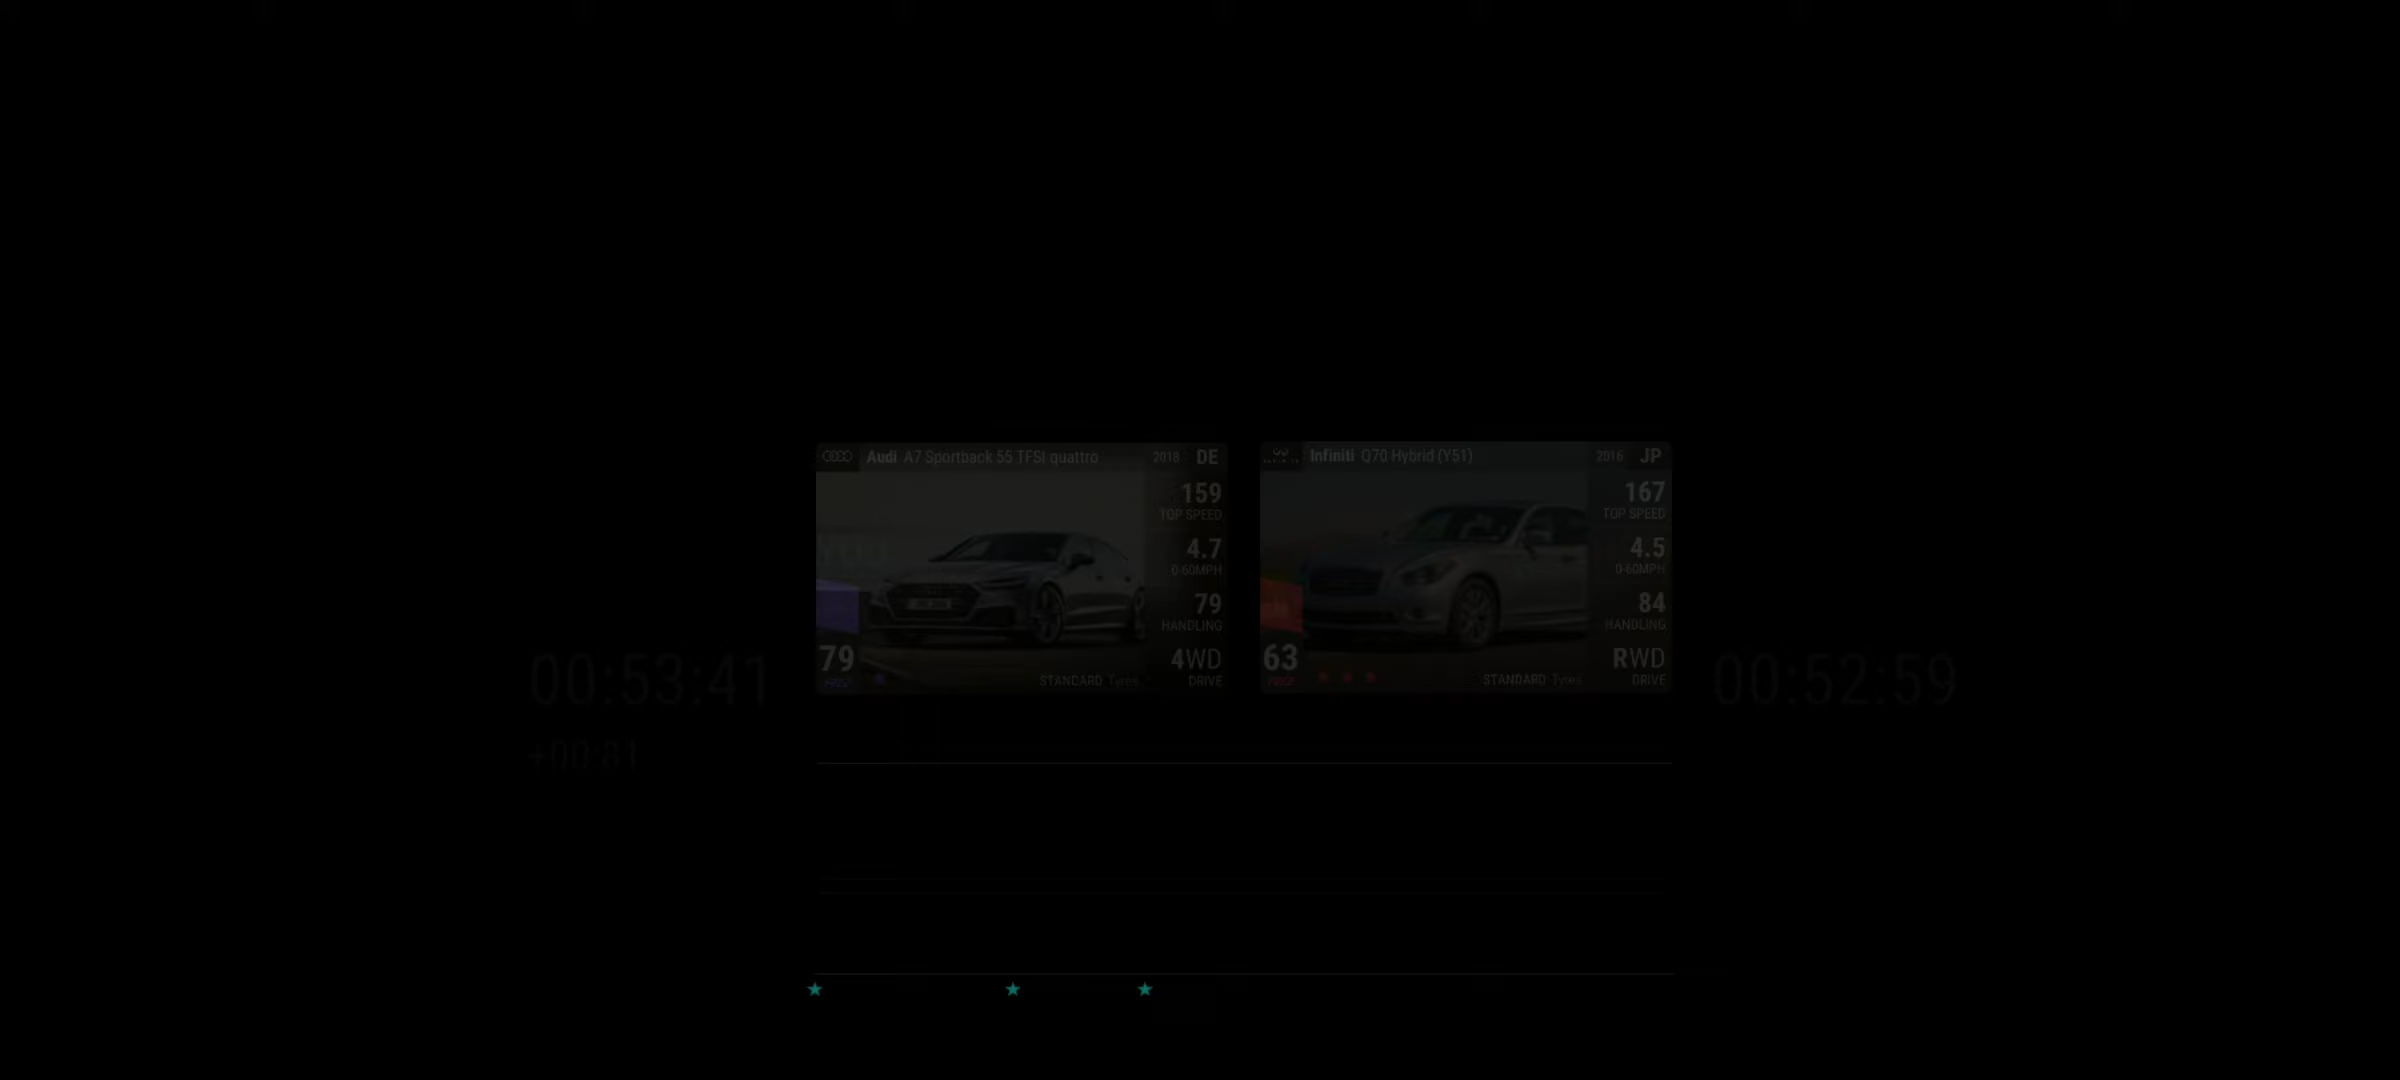 Audi A7 Sportback 55 TFSI quattro 2018 DE
159
TOP SPEED
4.7
0-60MPH
79
HANDLING
4WD
DRIVE
79
STANDARD Tyres
Infiniti Q70 Hybrid (Y51) 2016 JP
167
TOP SPEED
4.5
0-60MPH
84
HANDLING
RWD
DRIVE
63
STANDARD Tyres
00:53:41
+00:81
00:52:59